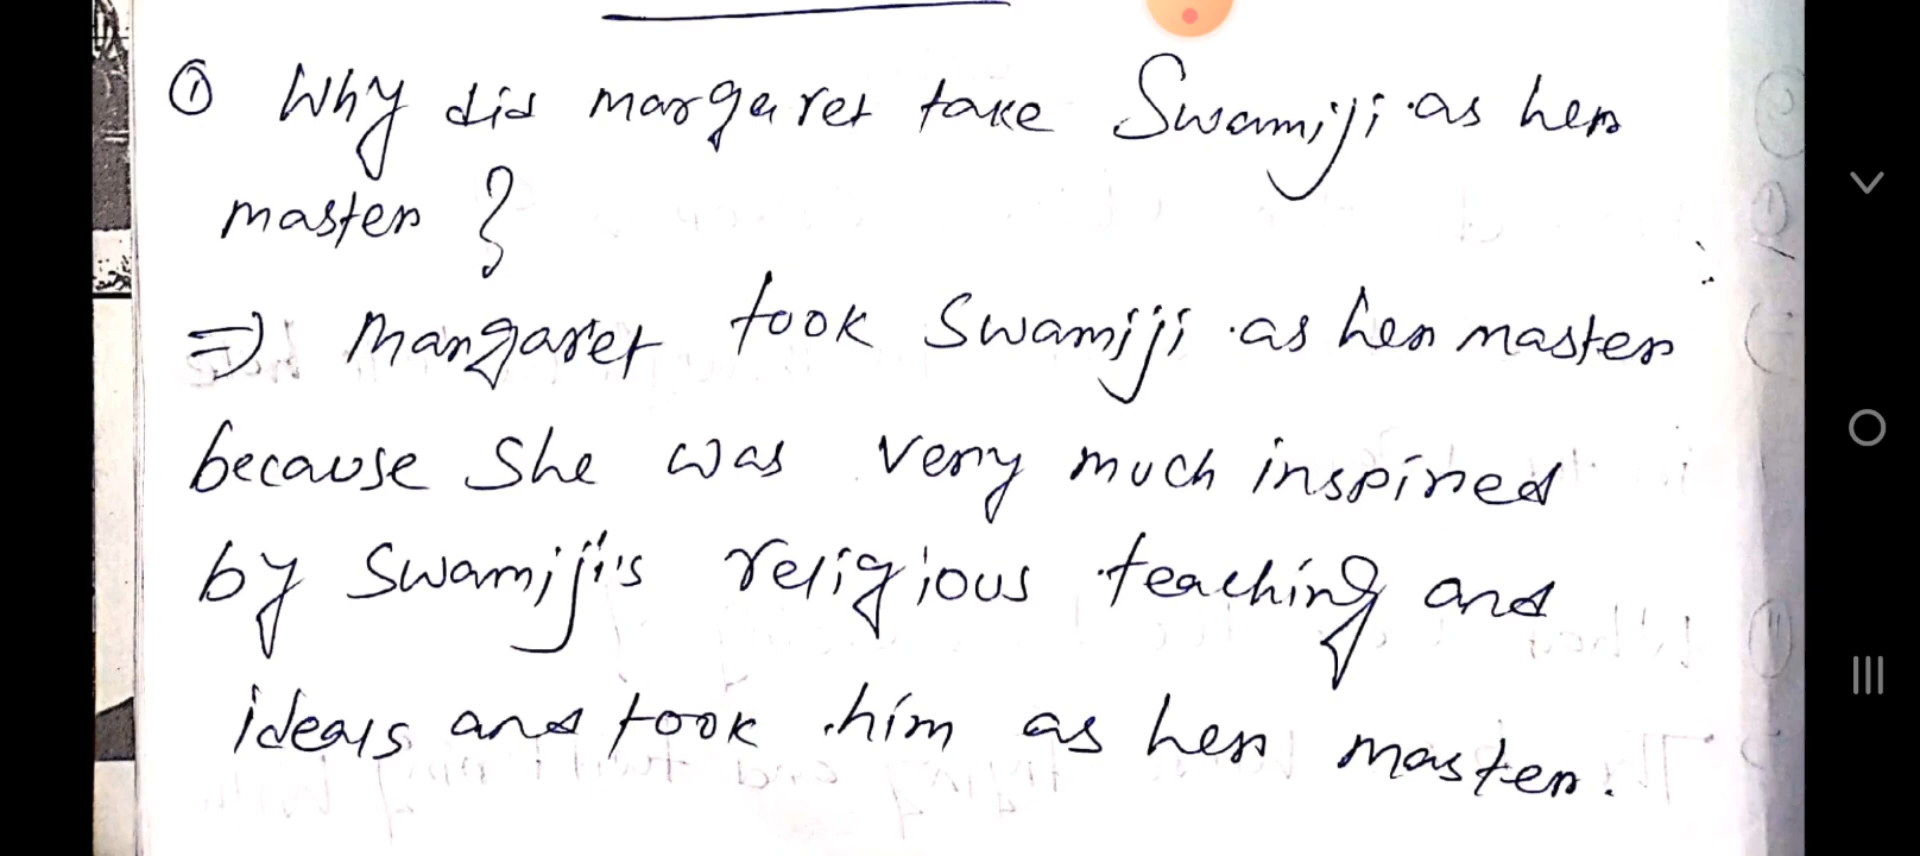 ① Why did margaret take Swamiji as her
master ?
⇒ Margaret took Swamiji as her master
because She was very much inspired
by Swamiji's religious teaching and
ideals and took him as her master.